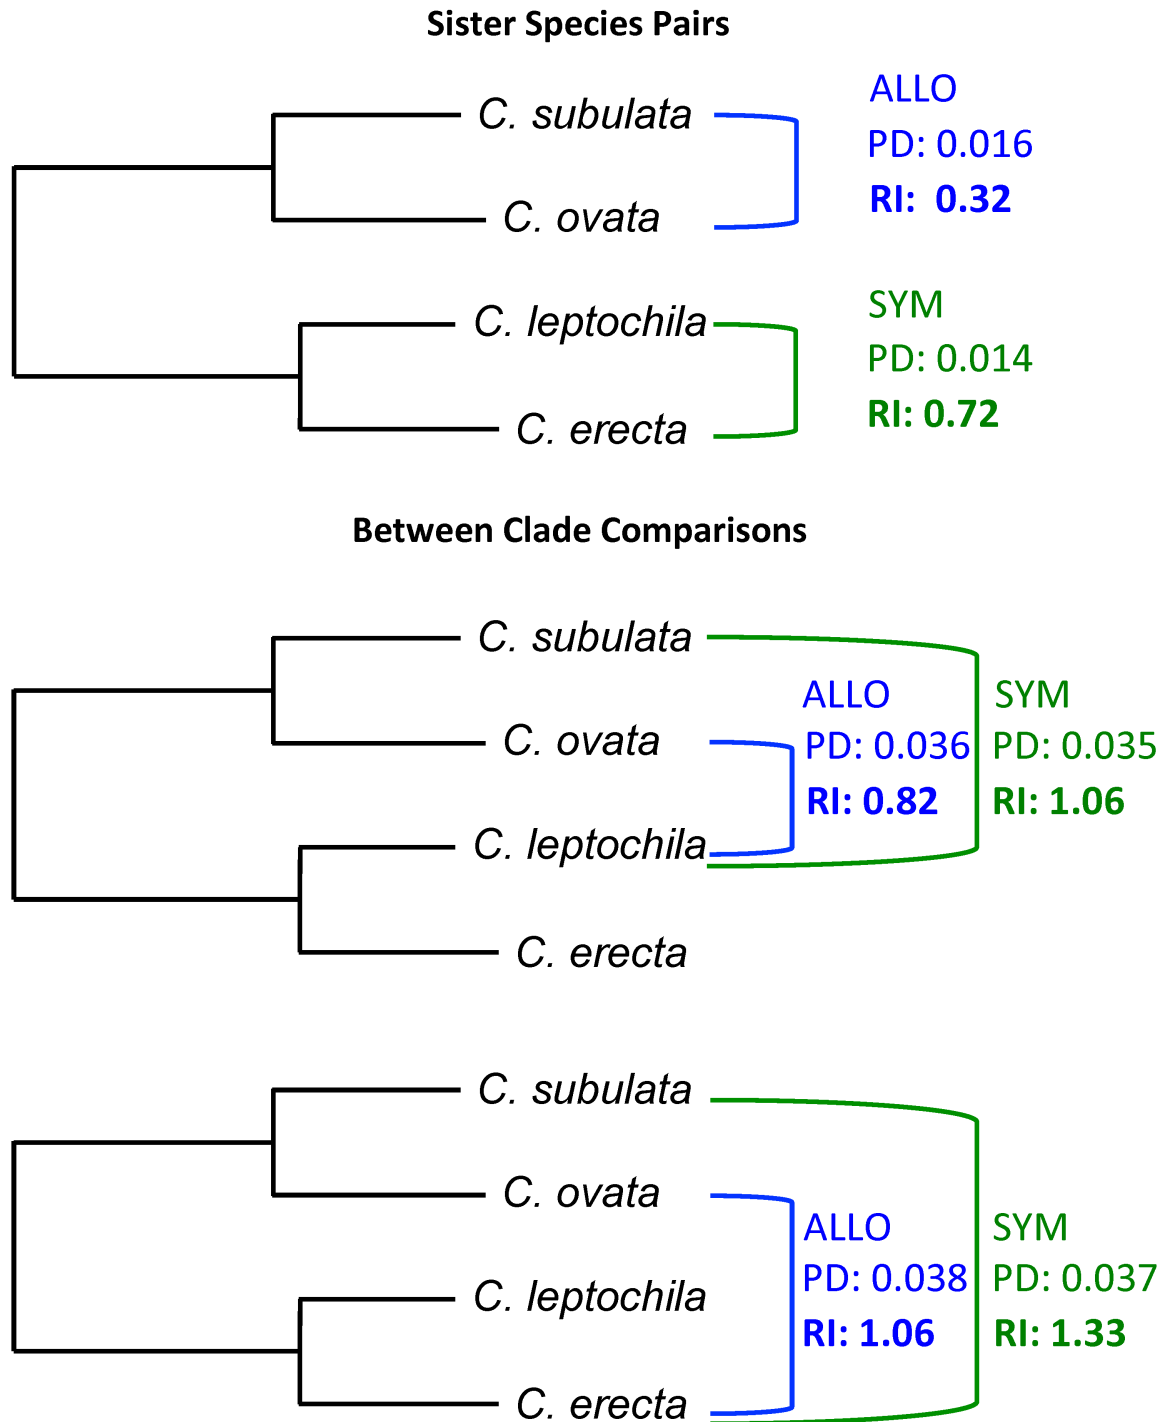 Sister Species Pairs
C. subulata
ALLO
PD: 0.016
RI: 0.32
C. ovata
C. leptochila
SYM
PD: 0.014
RI: 0.72
C. erecta
Between Clade Comparisons
C. subulata
C. ovata
ALLO
PD: 0.036
RI: 0.82
SYM
PD: 0.035
RI: 1.06
C. leptochila
C. erecta
C. subulata
C. ovata
ALLO
PD: 0.038
RI: 1.06
SYM
PD: 0.037
RI: 1.33
C. leptochila
C. erecta